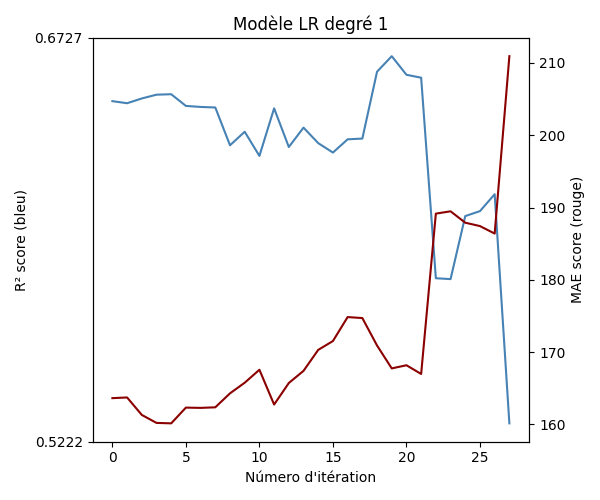 Modèle LR degré 1
0.6727
0.5222
R² score (bleu)
210
200
190
180
170
160
MAE score (rouge)
0 5 10 15 20 25
Número d'itération